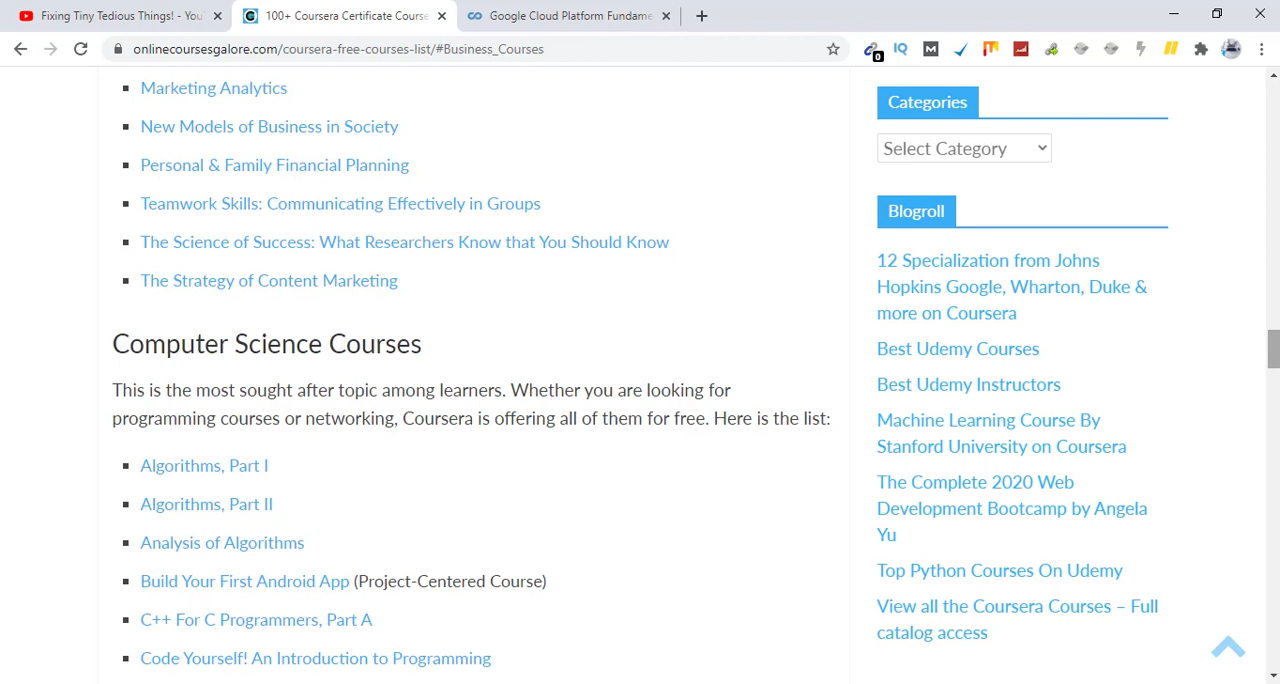 Fixing Tiny Tedious Things! - You
100+ Coursera Certificate Course
Google Cloud Platform Fundame
onlinecoursesgalore.com/coursera-free-courses-list/#Business_Courses
0
IQ
M
Marketing Analytics
New Models of Business in Society
Personal & Family Financial Planning
Teamwork Skills: Communicating Effectively in Groups
The Science of Success: What Researchers Know that You Should Know
The Strategy of Content Marketing
Computer Science Courses
This is the most sought after topic among learners. Whether you are looking for
programming courses or networking, Coursera is offering all of them for free. Here is the list:
Algorithms, Part I
Algorithms, Part II
Analysis of Algorithms
Build Your First Android App (Project-Centered Course)
C++ For C Programmers, Part A
Code Yourself! An Introduction to Programming
Categories
Select Category
Blogroll
12 Specialization from Johns
Hopkins Google, Wharton, Duke &
more on Coursera
Best Udemy Courses
Best Udemy Instructors
Machine Learning Course By
Stanford University on Coursera
The Complete 2020 Web
Development Bootcamp by Angela
Yu
Top Python Courses On Udemy
View all the Coursera Courses – Full
catalog access